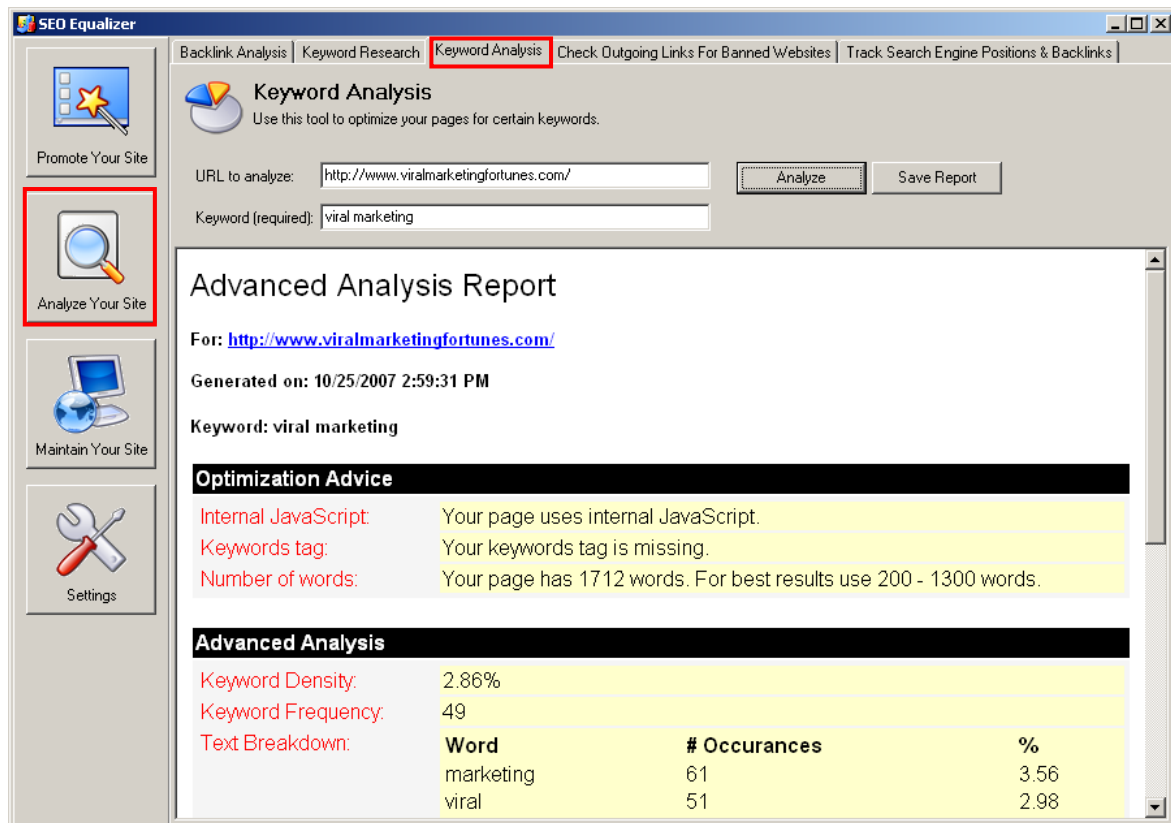 SEO Equalizer
Backlink Analysis Keyword Research Keyword Analysis Check Outgoing Links For Banned Websites Track Search Engine Positions & Backlinks
Keyword Analysis
Use this tool to optimize your pages for certain keywords.
Promote Your Site
URL to analyze: http://www.viralmarketingfortunes.com/ Analyze Save Report
Keyword (required): viral marketing
Analyze Your Site
Maintain Your Site
Settings
Advanced Analysis Report
For: http://www.viralmarketingfortunes.com/
Generated on: 10/25/2007 2:59:31 PM
Keyword: viral marketing
Optimization Advice
Internal JavaScript: Your page uses internal JavaScript.
Keywords tag: Your keywords tag is missing.
Number of words: Your page has 1712 words. For best results use 200 - 1300 words.
Advanced Analysis
Keyword Density: 2.86%
Keyword Frequency: 49
Text Breakdown: Word # Occurances %
marketing 61 3.56
viral 51 2.98